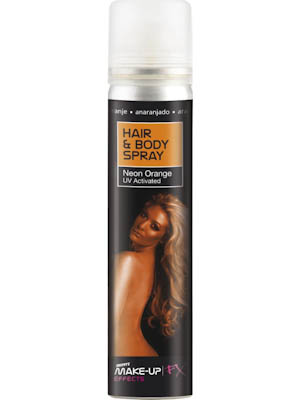 anje • anaranjado • ar
HAIR
& BODY
SPRAY
Neon Orange
UV Activated
MAKE-UP FX
EFFECTS